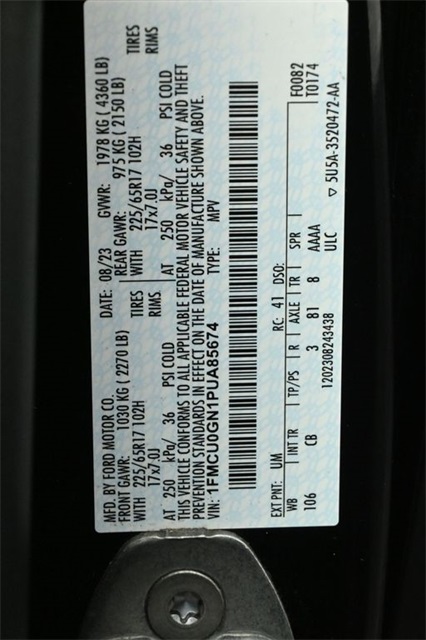 MFD. BY FORD MOTOR CO.
DATE: 08/23 GVWR: 1978 KG ( 4360 LB)
FRONT GAWR: 1030 KG ( 2270 LB) REAR GAWR: 975 KG ( 2150 LB)
WITH 225/65R17 102H TIRES WITH 225/65R17 102H TIRES
17x7.0J RIMS 17x7.0J RIMS
AT 250 kPa/ 36 PSI COLD AT 250 kPa/ 36 PSI COLD
THIS VEHICLE CONFORMS TO ALL APPLICABLE FEDERAL MOTOR VEHICLE SAFETY AND THEFT
PREVENTION STANDARDS IN EFFECT ON THE DATE OF MANUFACTURE SHOWN ABOVE.
VIN: 1FMCU0GN1PUA85674 TYPE: MPV
EXT PNT: UM RC: 41 DSO: F0082
T0174
WB INT TR TP/PS R AXLE TR SPR
106 CB 3 81 8 AAAA
ULC
1202308243438 ▽ 5U5A-3520472-AA